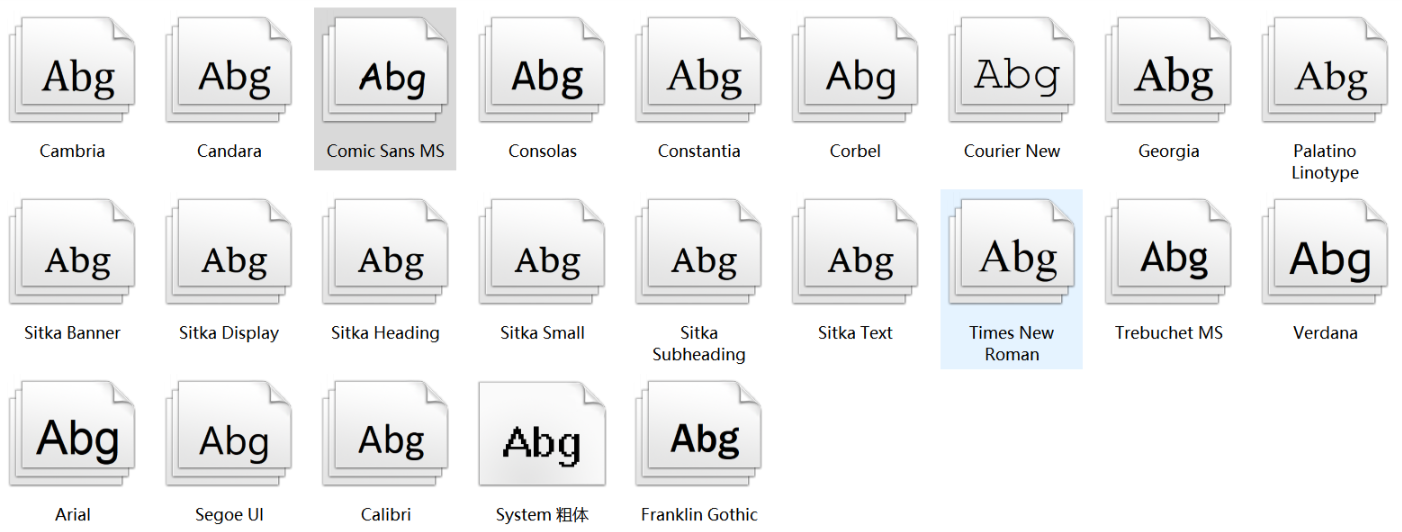 Abg Abg Abg Abg Abg Abg Abg Abg Abg
Cambria Candara Comic Sans MS Consolas Constantia Corbel Courier New Georgia Palatino
Linotype
Abg Abg Abg Abg Abg Abg Abg Abg Abg
Sitka Banner Sitka Display Sitka Heading Sitka Small Sitka Sitka Text Times New Trebuchet MS Verdana
Subheading Roman
Abg Abg Abg Abg Abg
Arial Segoe UI Calibri System 粗体 Franklin Gothic